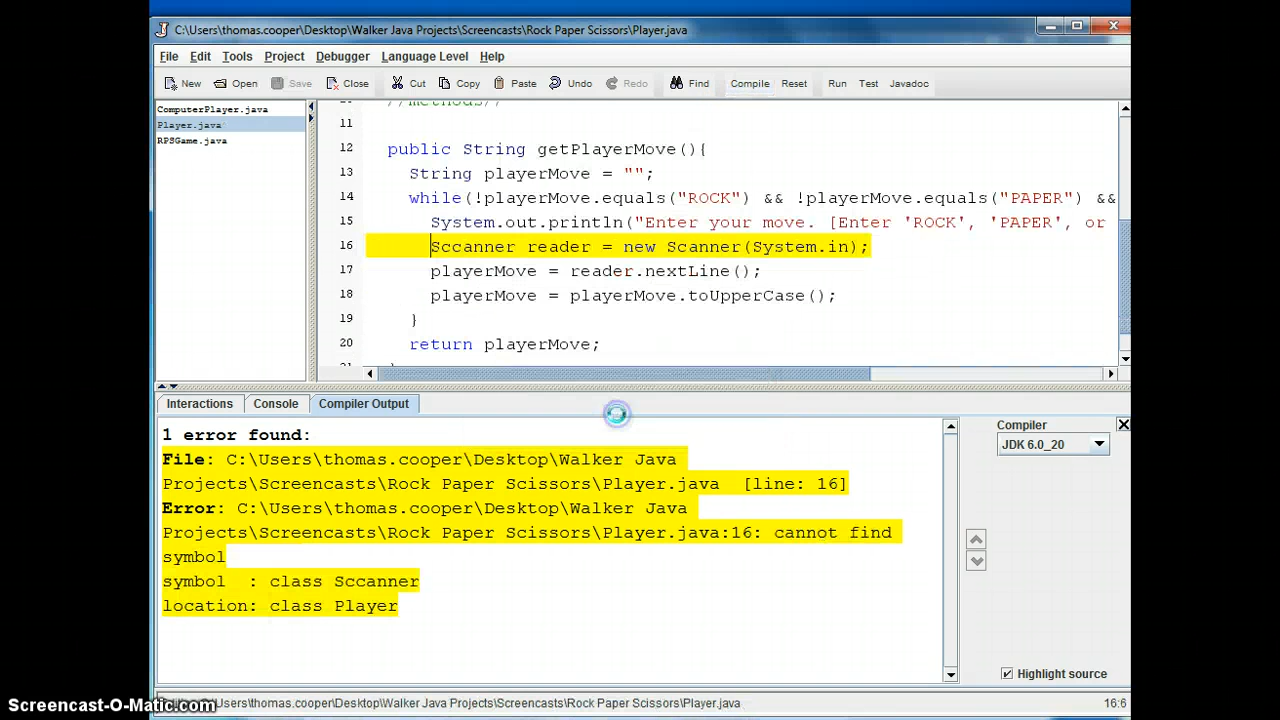 C:\Users\thomas.cooper\Desktop\Walker Java Projects\Screencasts\Rock Paper Scissors\Player.java
File Edit Tools Project Debugger Language Level Help
New Open Save Close Cut Copy Paste Undo Redo Find Compile Reset Run Test Javadoc
ComputerPlayer.java
Player.java
RPSGame.java
//methods//
11
12 public String getPlayerMove(){
13 String playerMove = "";
14 while(!playerMove.equals("ROCK") && !playerMove.equals("PAPER") &&
15 System.out.println("Enter your move. [Enter 'ROCK', 'PAPER', or
16 Sccanner reader = new Scanner(System.in);
17 playerMove = reader.nextLine();
18 playerMove = playerMove.toUpperCase();
19 }
20 return playerMove;
Interactions Console Compiler Output
1 error found:
File: C:\Users\thomas.cooper\Desktop\Walker Java
Projects\Screencasts\Rock Paper Scissors\Player.java [line: 16]
Error: C:\Users\thomas.cooper\Desktop\Walker Java
Projects\Screencasts\Rock Paper Scissors\Player.java:16: cannot find
symbol
symbol : class Sccanner
location: class Player
Compiler
JDK 6.0_20
Highlight source
Screencast-O-Matic.com
\Users\thomas.cooper\Desktop\Walker Java Projects\Screencasts\Rock Paper Scissors\Player.java
16:6